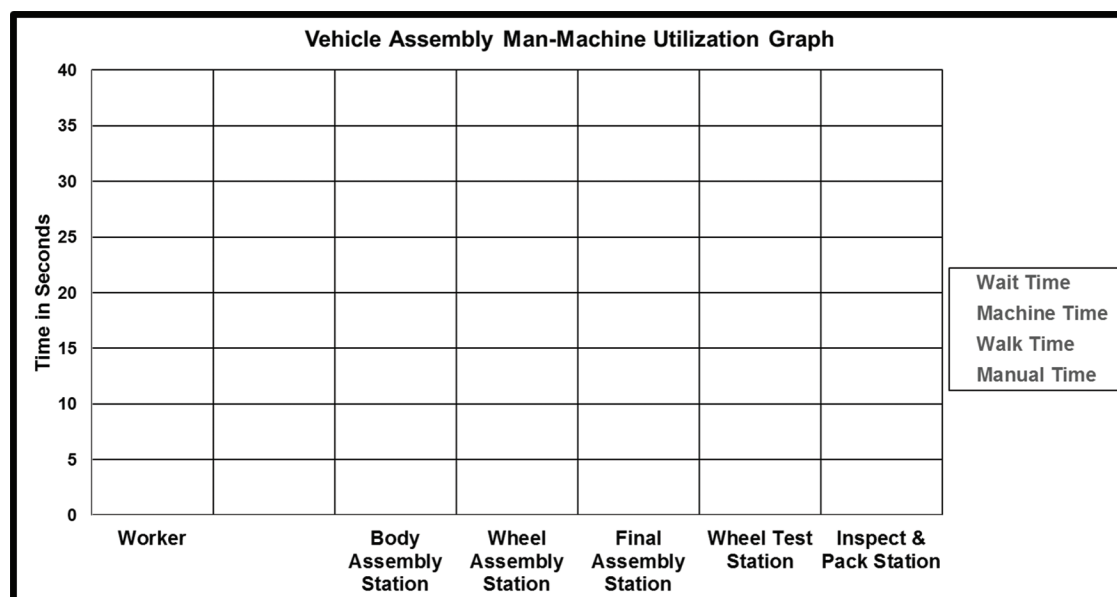 Vehicle Assembly Man-Machine Utilization Graph
40
35
30
25
20
15
10
5
0
Time in Seconds
Worker
Body
Assembly
Station
Wheel
Assembly
Station
Final
Assembly
Station
Wheel Test
Station
Inspect &
Pack Station
Wait Time
Machine Time
Walk Time
Manual Time